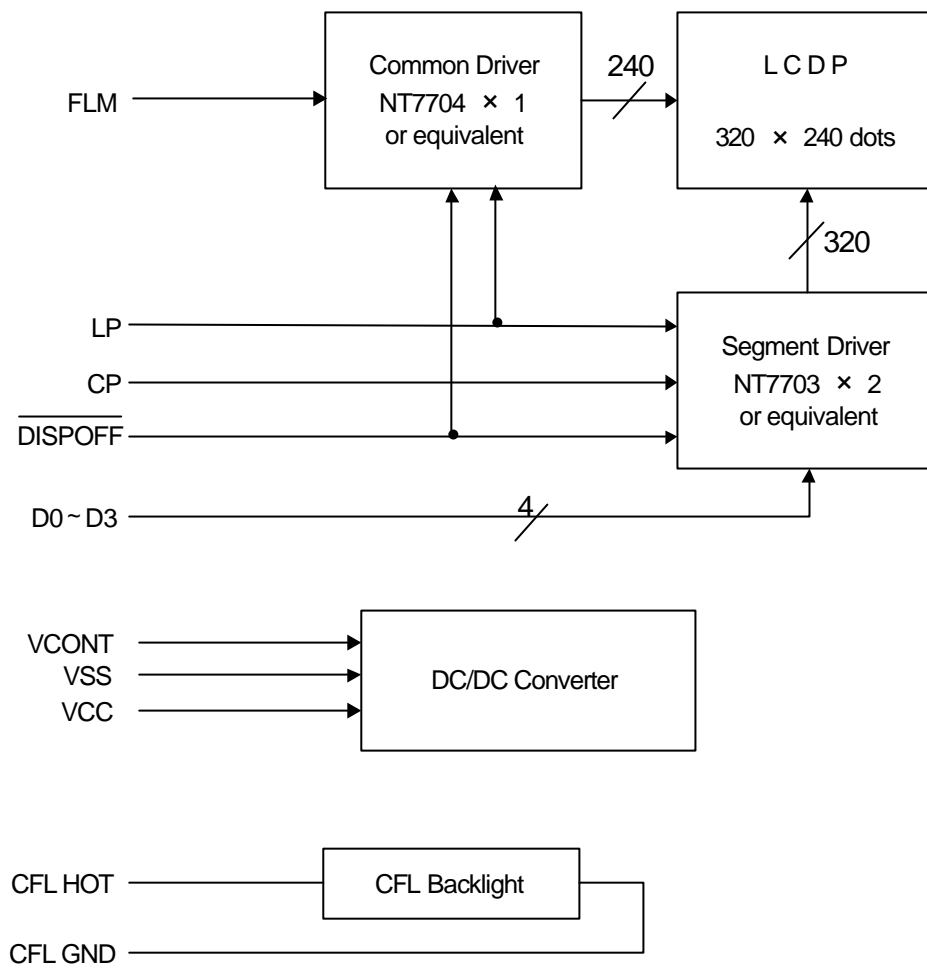 Common Driver
NT7704 × 1
or equivalent
240
L C D P
320 × 240 dots
FLM
320
LP
CP
DISPOFF
Segment Driver
NT7703 × 2
or equivalent
D0 ~ D3
4
VCONT
VSS
VCC
DC/DC Converter
CFL HOT
CFL Backlight
CFL GND